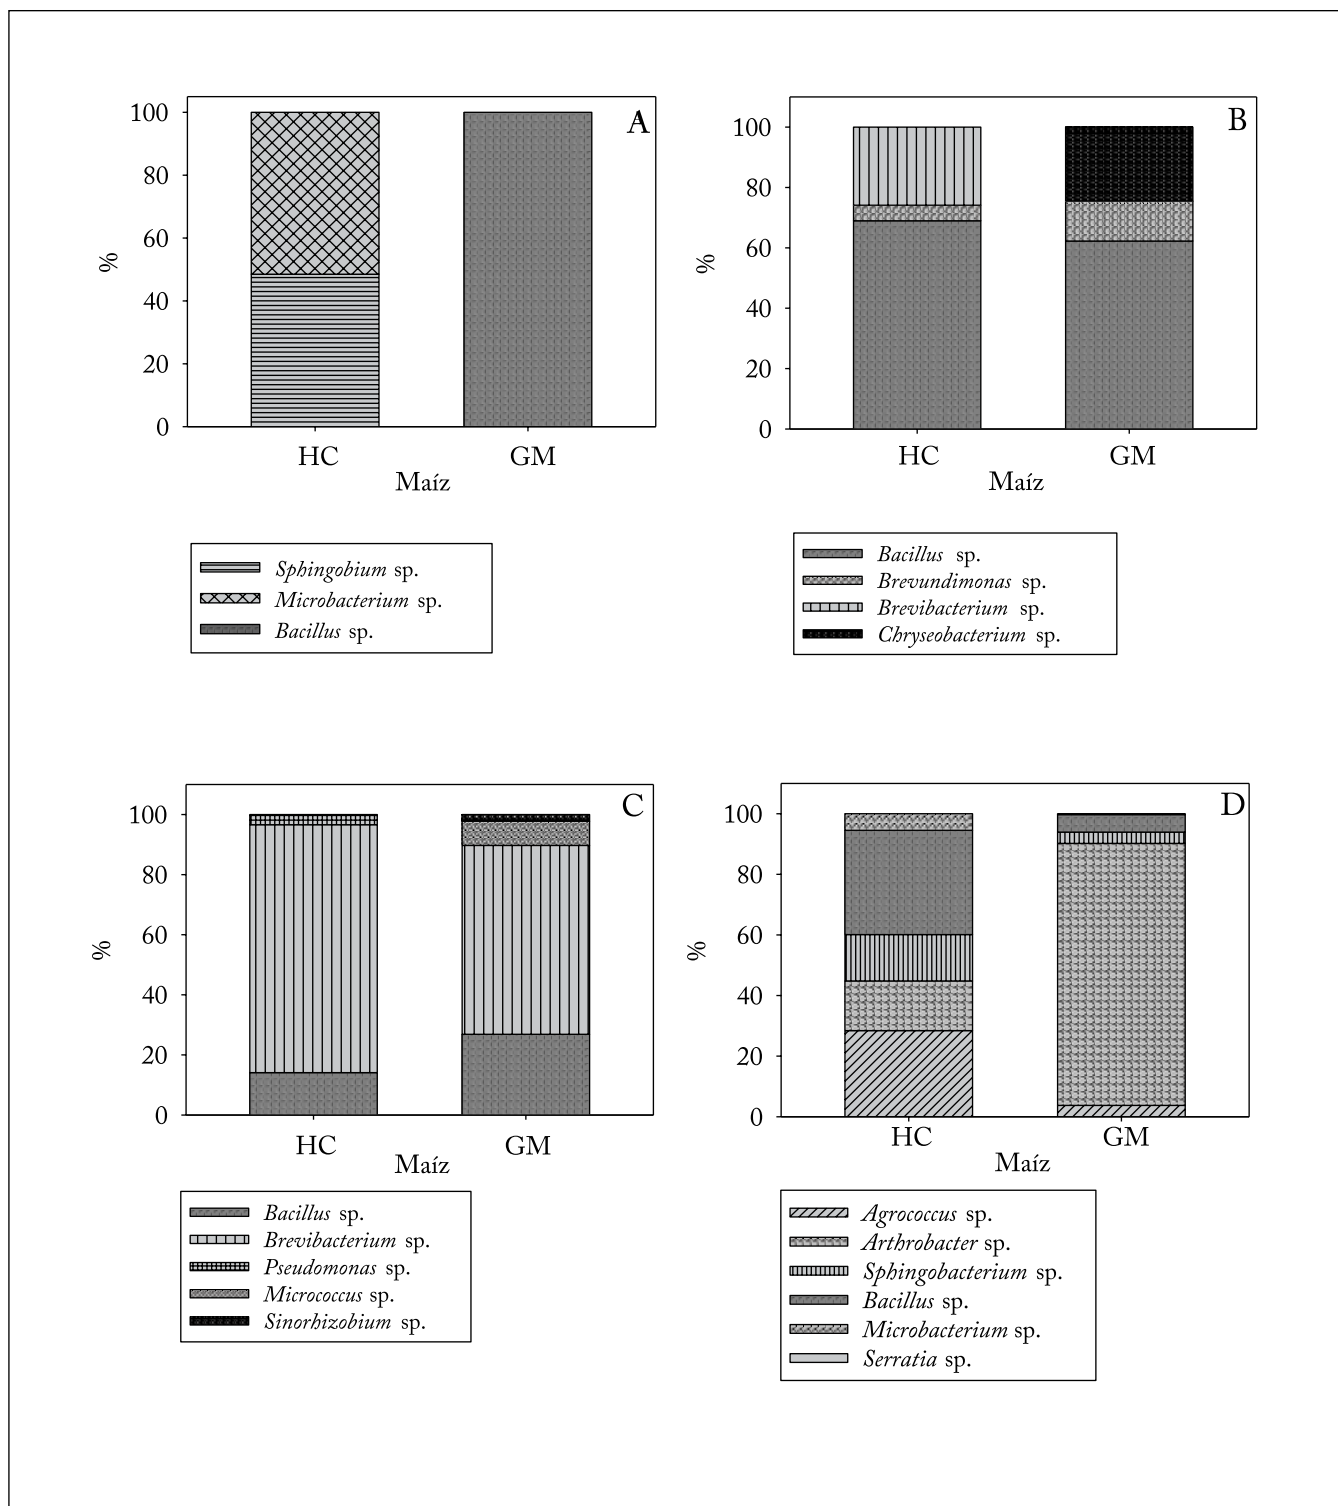 A
100
80
60
40
20
0
%
HC GM
Maíz
Sphingobium sp.
Microbacterium sp.
Bacillus sp.
B
100
80
60
40
20
0
%
HC GM
Maíz
Bacillus sp.
Brevundimonas sp.
Brevibacterium sp.
Chryseobacterium sp.
C
100
80
60
40
20
0
%
HC GM
Maíz
Bacillus sp.
Brevibacterium sp.
Pseudomonas sp.
Micrococcus sp.
Sinorhizobium sp.
D
100
80
60
40
20
0
%
HC GM
Maíz
Agrococcus sp.
Arthrobacter sp.
Sphingobacterium sp.
Bacillus sp.
Microbacterium sp.
Serratia sp.